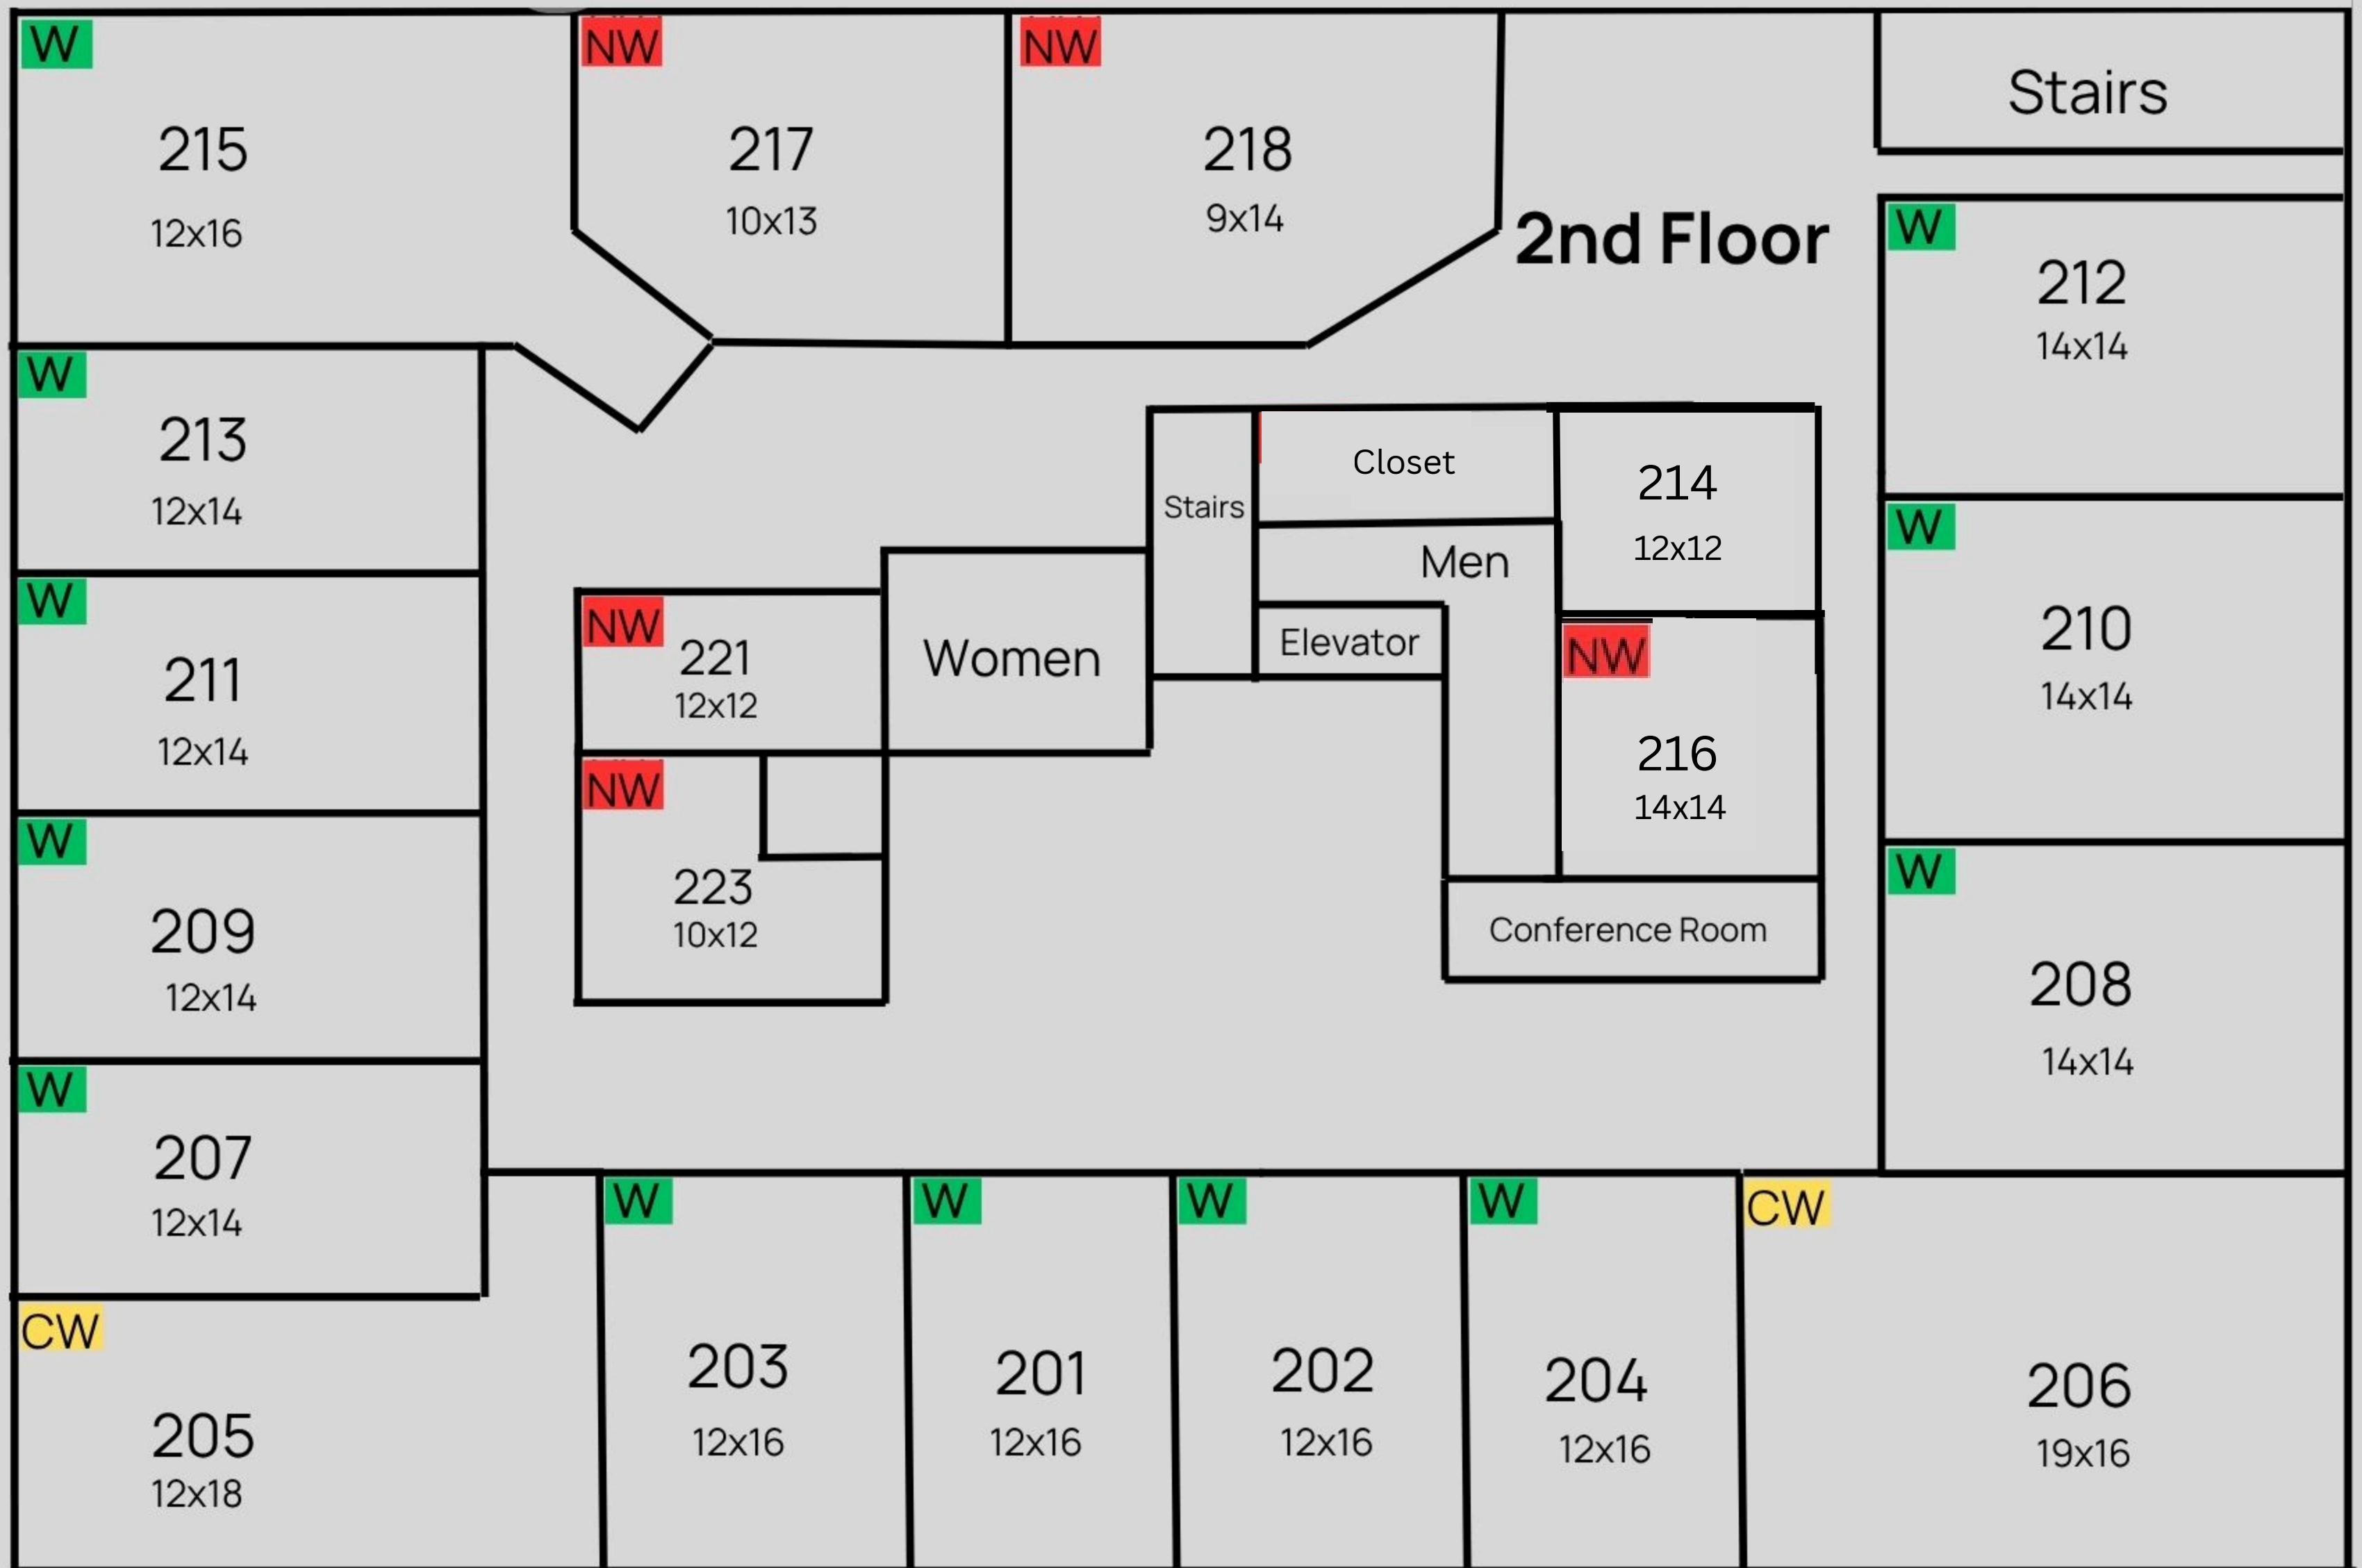 W
215
12x16
NW
217
10x13
NW
218
9x14
2nd Floor
Stairs
W
212
14x14
W
213
12x14
Stairs
Closet
214
12x12
Men
Elevator
W
210
14x14
W
211
12x14
NW
221
12x12
Women
NW
216
14x14
NW
223
10x12
Conference Room
W
209
12x14
W
208
14x14
W
207
12x14
CW
205
12x18
W
203
12x16
W
201
12x16
W
202
12x16
W
204
12x16
CW
206
19x16